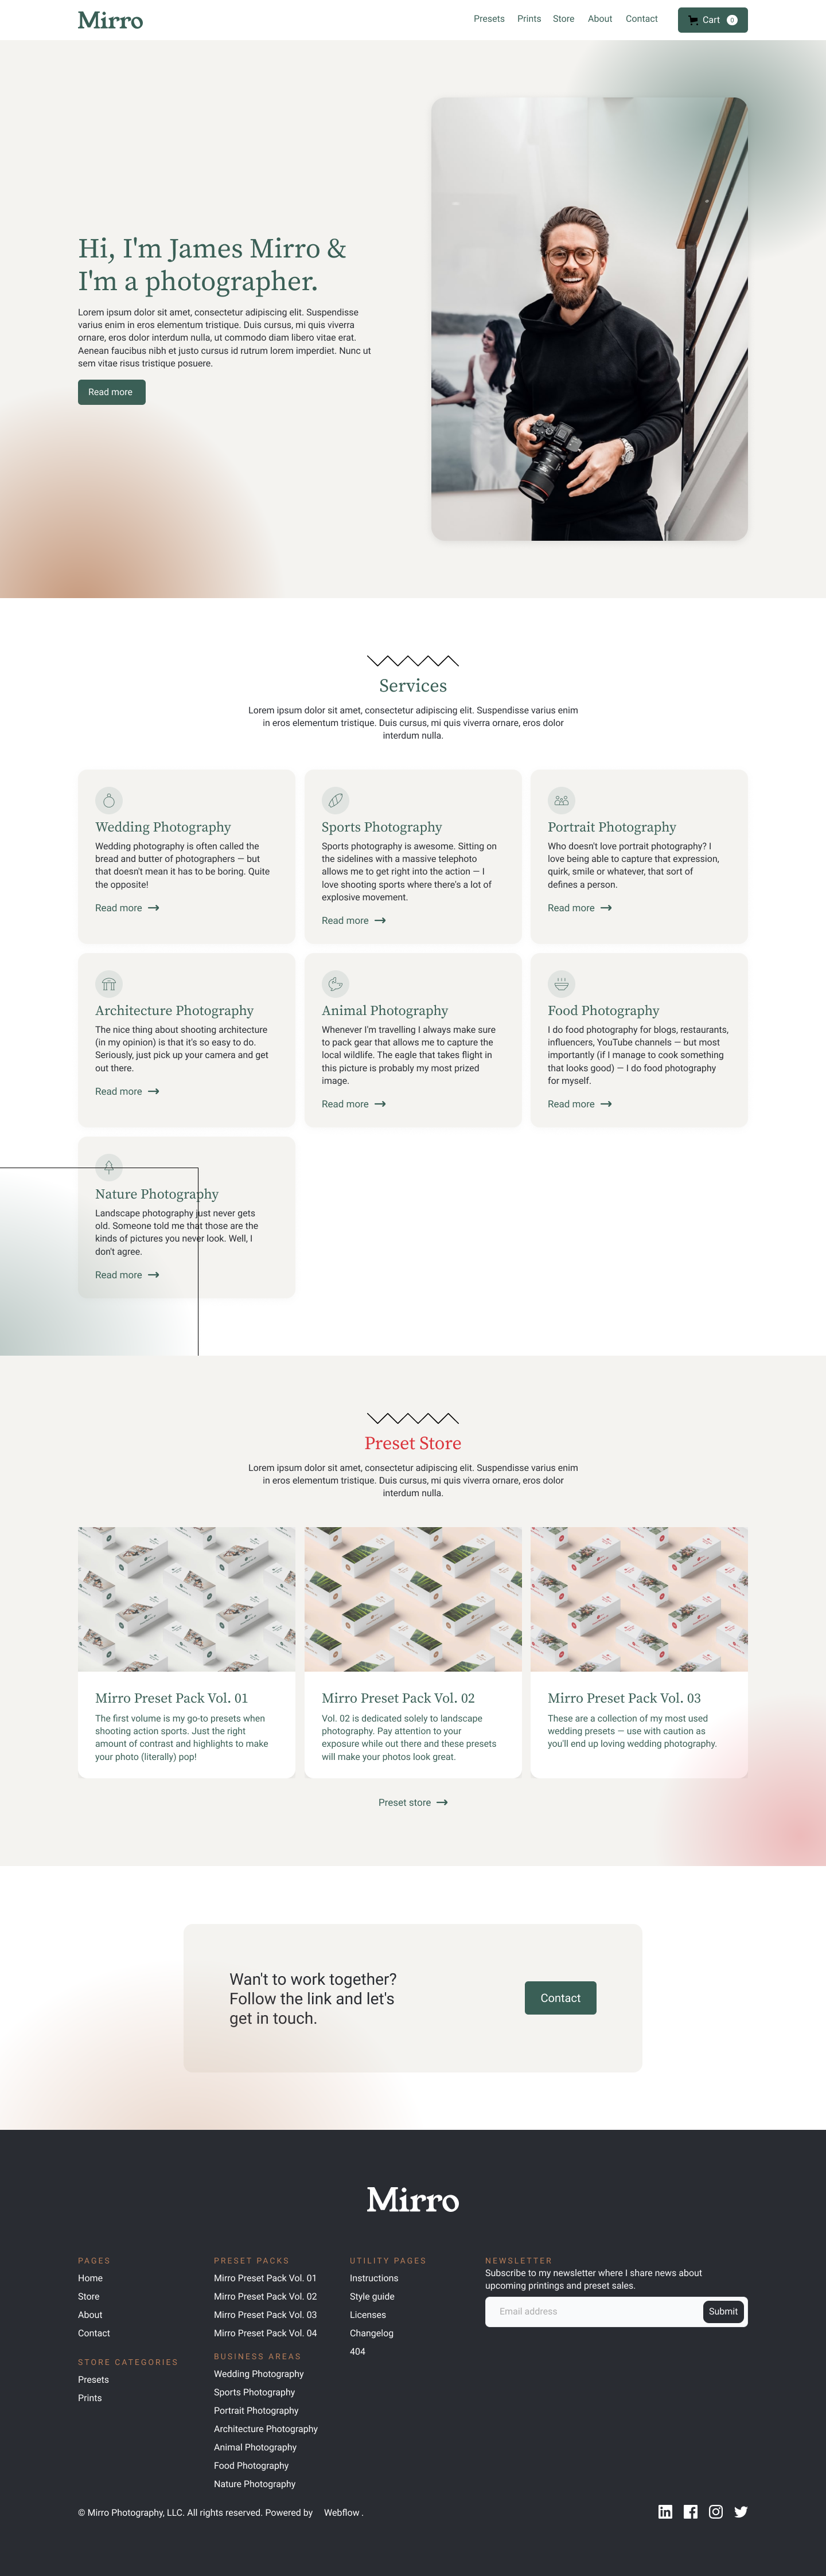 Mirro
Presets Prints Store About Contact Cart 0
Hi, I'm James Mirro &
I'm a photographer.
Lorem ipsum dolor sit amet, consectetur adipiscing elit. Suspendisse
varius enim in eros elementum tristique. Duis cursus, mi quis viverra
ornare, eros dolor interdum nulla, ut commodo diam libero vitae erat.
Aenean faucibus nibh et justo cursus id rutrum lorem imperdiet. Nunc ut
sem vitae risus tristique posuere.
Read more
Services
Lorem ipsum dolor sit amet, consectetur adipiscing elit. Suspendisse varius enim
in eros elementum tristique. Duis cursus, mi quis viverra ornare, eros dolor
interdum nulla.
Wedding Photography
Wedding photography is often called the
bread and butter of photographers — but
that doesn't mean it has to be boring. Quite
the opposite!
Read more
Sports Photography
Sports photography is awesome. Sitting on
the sidelines with a massive telephoto
allows me to get right into the action — I
love shooting sports where there's a lot of
explosive movement.
Read more
Portrait Photography
Who doesn't love portrait photography? I
love being able to capture that expression,
quirk, smile or whatever, that sort of
defines a person.
Read more
Architecture Photography
The nice thing about shooting architecture
(in my opinion) is that it's so easy to do.
Seriously, just pick up your camera and get
out there.
Read more
Animal Photography
Whenever I'm travelling I always make sure
to pack gear that allows me to capture the
local wildlife. The eagle that takes flight in
this picture is probably my most prized
image.
Read more
Food Photography
I do food photography for blogs, restaurants,
influencers, YouTube channels — but most
importantly (if I manage to cook something
that looks good) — I do food photography
for myself.
Read more
Nature Photography
Landscape photography just never gets
old. Someone told me that those are the
kinds of pictures you never look. Well, I
don't agree.
Read more
Preset Store
Lorem ipsum dolor sit amet, consectetur adipiscing elit. Suspendisse varius enim
in eros elementum tristique. Duis cursus, mi quis viverra ornare, eros dolor
interdum nulla.
Mirro Preset Pack Vol. 01
The first volume is my go-to presets when
shooting action sports. Just the right
amount of contrast and highlights to make
your photo (literally) pop!
Mirro Preset Pack Vol. 02
Vol. 02 is dedicated solely to landscape
photography. Pay attention to your
exposure while out there and these presets
will make your photos look great.
Mirro Preset Pack Vol. 03
These are a collection of my most used
wedding presets — use with caution as
you'll end up loving wedding photography.
Preset store
Wan't to work together?
Follow the link and let's
get in touch.
Contact
Mirro
PAGES
Home
Store
About
Contact
STORE CATEGORIES
Presets
Prints
PRESET PACKS
Mirro Preset Pack Vol. 01
Mirro Preset Pack Vol. 02
Mirro Preset Pack Vol. 03
Mirro Preset Pack Vol. 04
BUSINESS AREAS
Wedding Photography
Sports Photography
Portrait Photography
Architecture Photography
Animal Photography
Food Photography
Nature Photography
UTILITY PAGES
Instructions
Style guide
Licenses
Changelog
404
NEWSLETTER
Subscribe to my newsletter where I share news about
upcoming printings and preset sales.
Email address
Submit
© Mirro Photography, LLC. All rights reserved. Powered by Webflow .